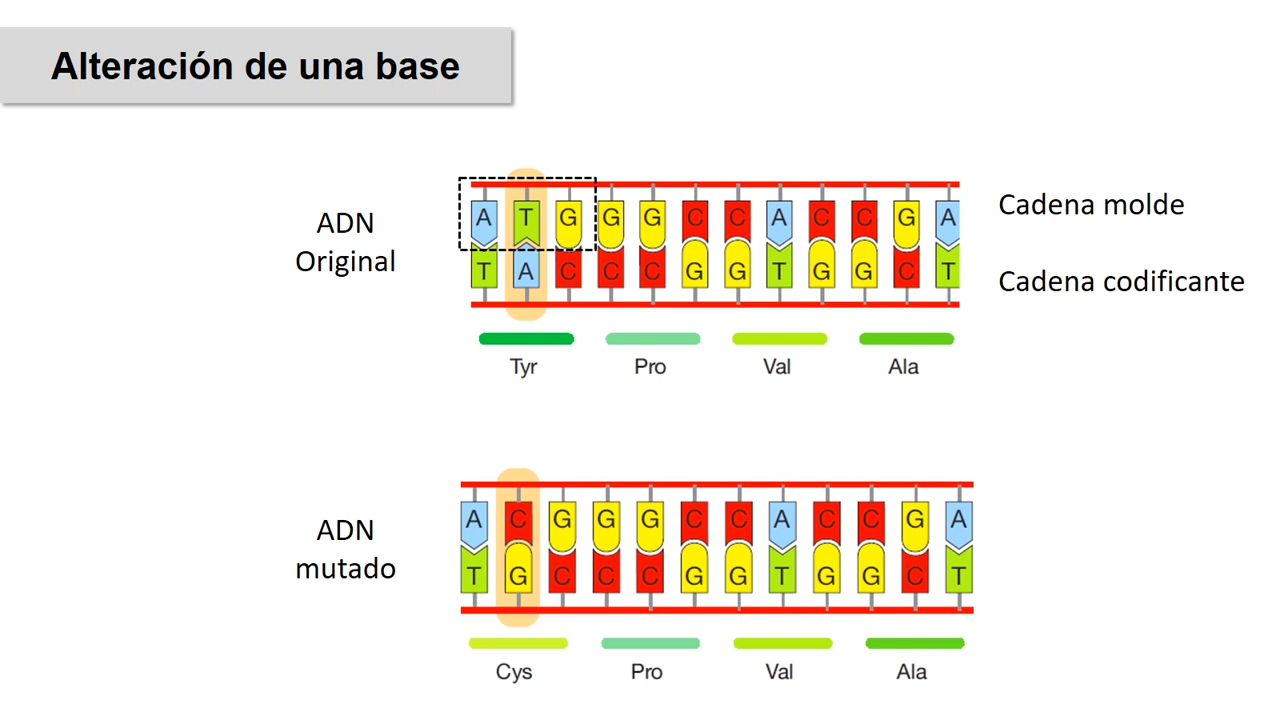 Alteración de una base
ADN
Original
A T G G G C C A C C G A
T A C C C G G T G G C T
Cadena molde
Cadena codificante
Tyr Pro Val Ala
ADN
mutado
A C G G G C C A C C G A
T G C C C G G T G G C T
Cys Pro Val Ala